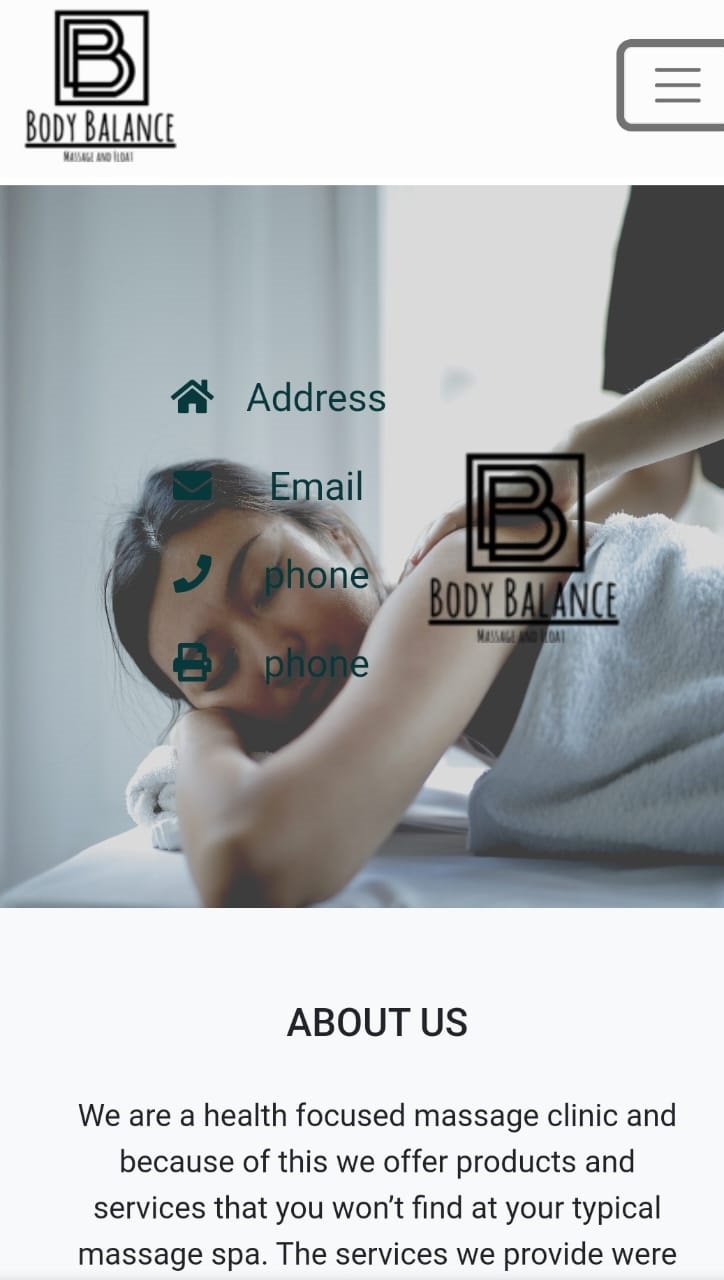 BODY BALANCE
MASSAGE AND FLOAT
Address
Email
phone
phone
BODY BALANCE
MASSAGE AND FLOAT
ABOUT US
We are a health focused massage clinic and
because of this we offer products and
services that you won’t find at your typical
massage spa. The services we provide were